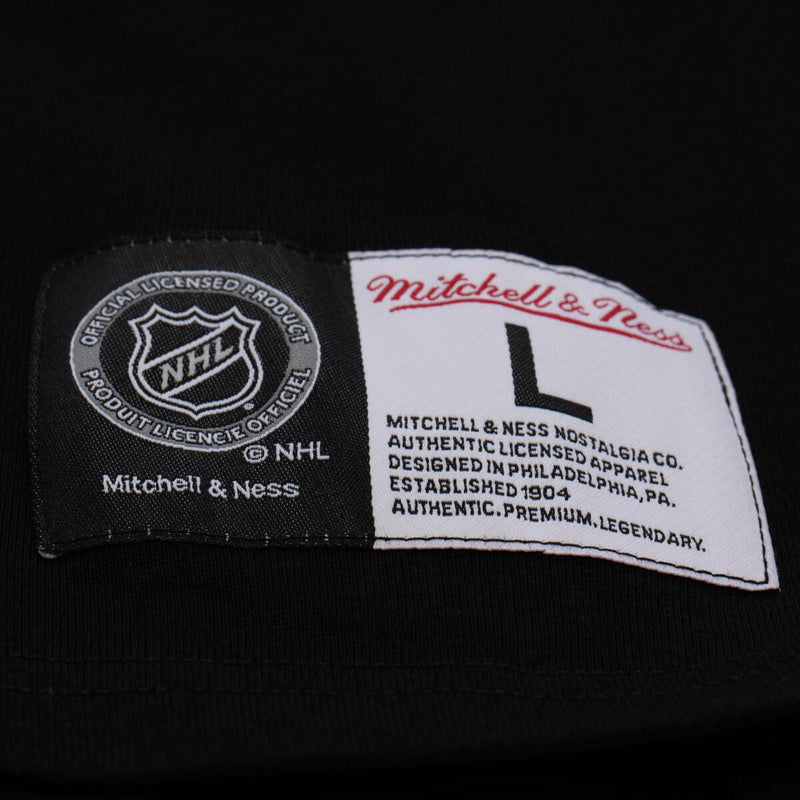 OFFICIAL LICENSED PRODUCT
NHL
PRODUIT LICENCIÉ OFFICIEL
© NHL
Mitchell & Ness
Mitchell & Ness
L
MITCHELL & NESS NOSTALGIA CO.
AUTHENTIC LICENSED APPAREL
DESIGNED IN PHILADELPHIA, PA.
ESTABLISHED 1904
AUTHENTIC. PREMIUM. LEGENDARY.